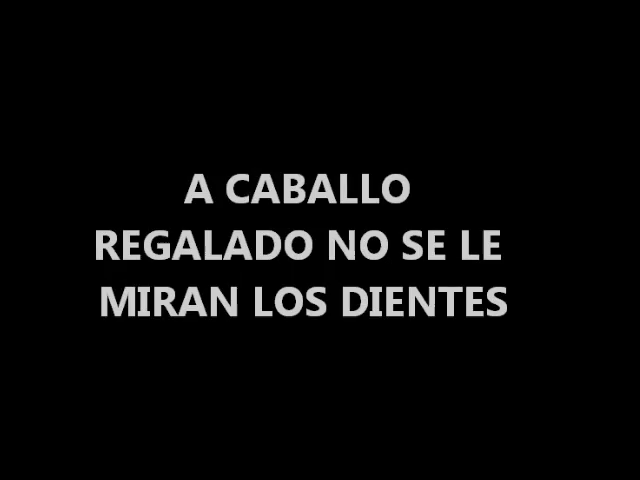 A CABALLO
REGALADO NO SE LE
MIRAN LOS DIENTES